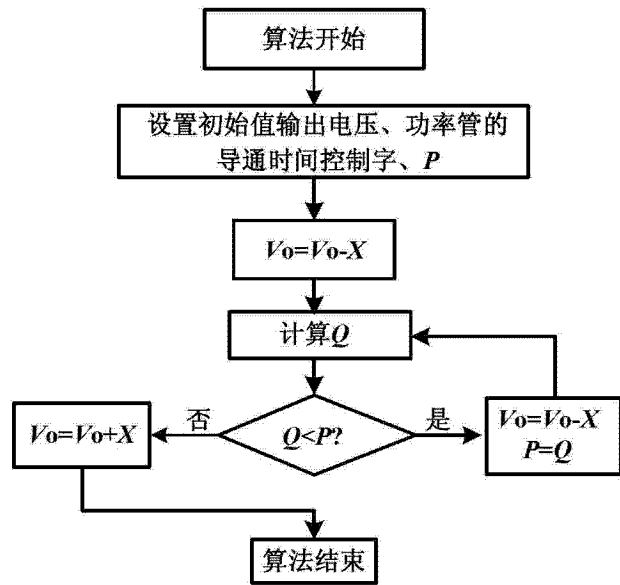 算法开始
设置初始值输出电压、功率管的
导通时间控制字、P
Vo=Vo-X
计算Q
Q<P?
否
是
Vo=Vo+X
Vo=Vo-X
P=Q
算法结束